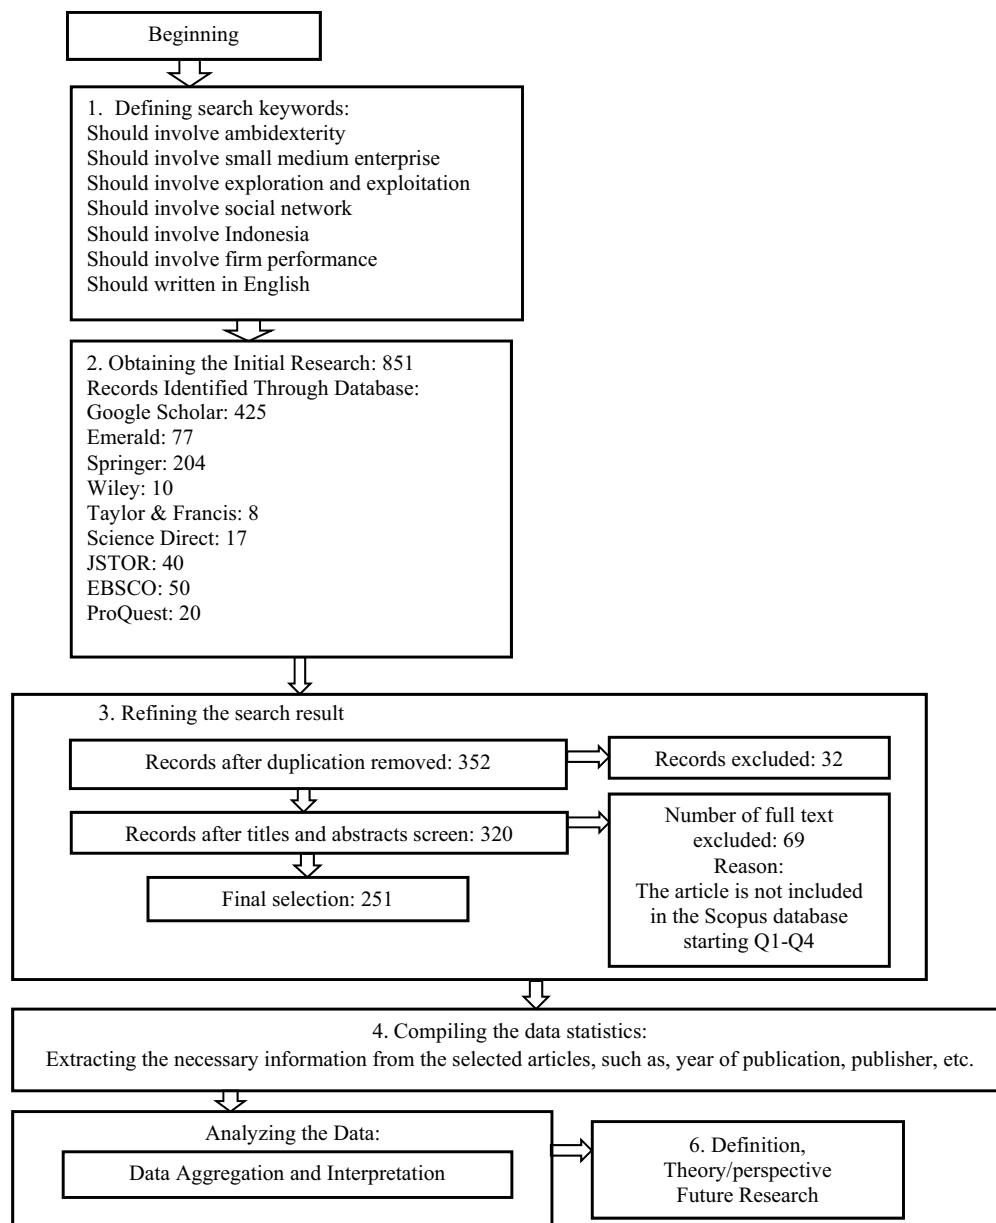 Beginning
1. Defining search keywords:
Should involve ambidexterity
Should involve small medium enterprise
Should involve exploration and exploitation
Should involve social network
Should involve Indonesia
Should involve firm performance
Should written in English
2. Obtaining the Initial Research: 851
Records Identified Through Database:
Google Scholar: 425
Emerald: 77
Springer: 204
Wiley: 10
Taylor & Francis: 8
Science Direct: 17
JSTOR: 40
EBSCO: 50
ProQuest: 20
3. Refining the search result
Records after duplication removed: 352
Records excluded: 32
Records after titles and abstracts screen: 320
Number of full text
excluded: 69
Reason:
The article is not included
in the Scopus database
starting Q1-Q4
Final selection: 251
4. Compiling the data statistics:
Extracting the necessary information from the selected articles, such as, year of publication, publisher, etc.
Analyzing the Data:
Data Aggregation and Interpretation
6. Definition,
Theory/perspective
Future Research